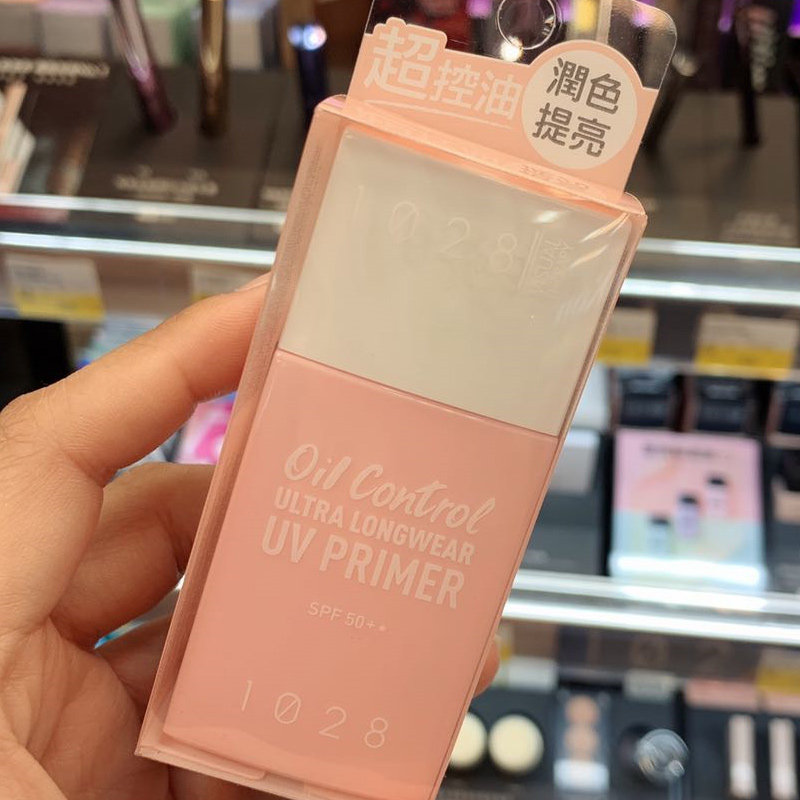 超控油
潤色
提亮
1028
Oil Control
ULTRA LONGWEAR
UV PRIMER
SPF 50+*
1028